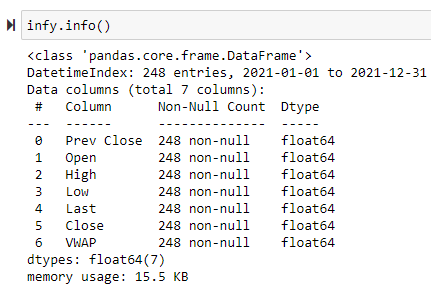 infy.info()
<class 'pandas.core.frame.DataFrame'>
DatetimeIndex: 248 entries, 2021-01-01 to 2021-12-31
Data columns (total 7 columns):
 #   Column      Non-Null Count  Dtype
---  ------      --------------  -----
 0   Prev Close  248 non-null    float64
 1   Open        248 non-null    float64
 2   High        248 non-null    float64
 3   Low         248 non-null    float64
 4   Last        248 non-null    float64
 5   Close       248 non-null    float64
 6   VWAP        248 non-null    float64
dtypes: float64(7)
memory usage: 15.5 KB